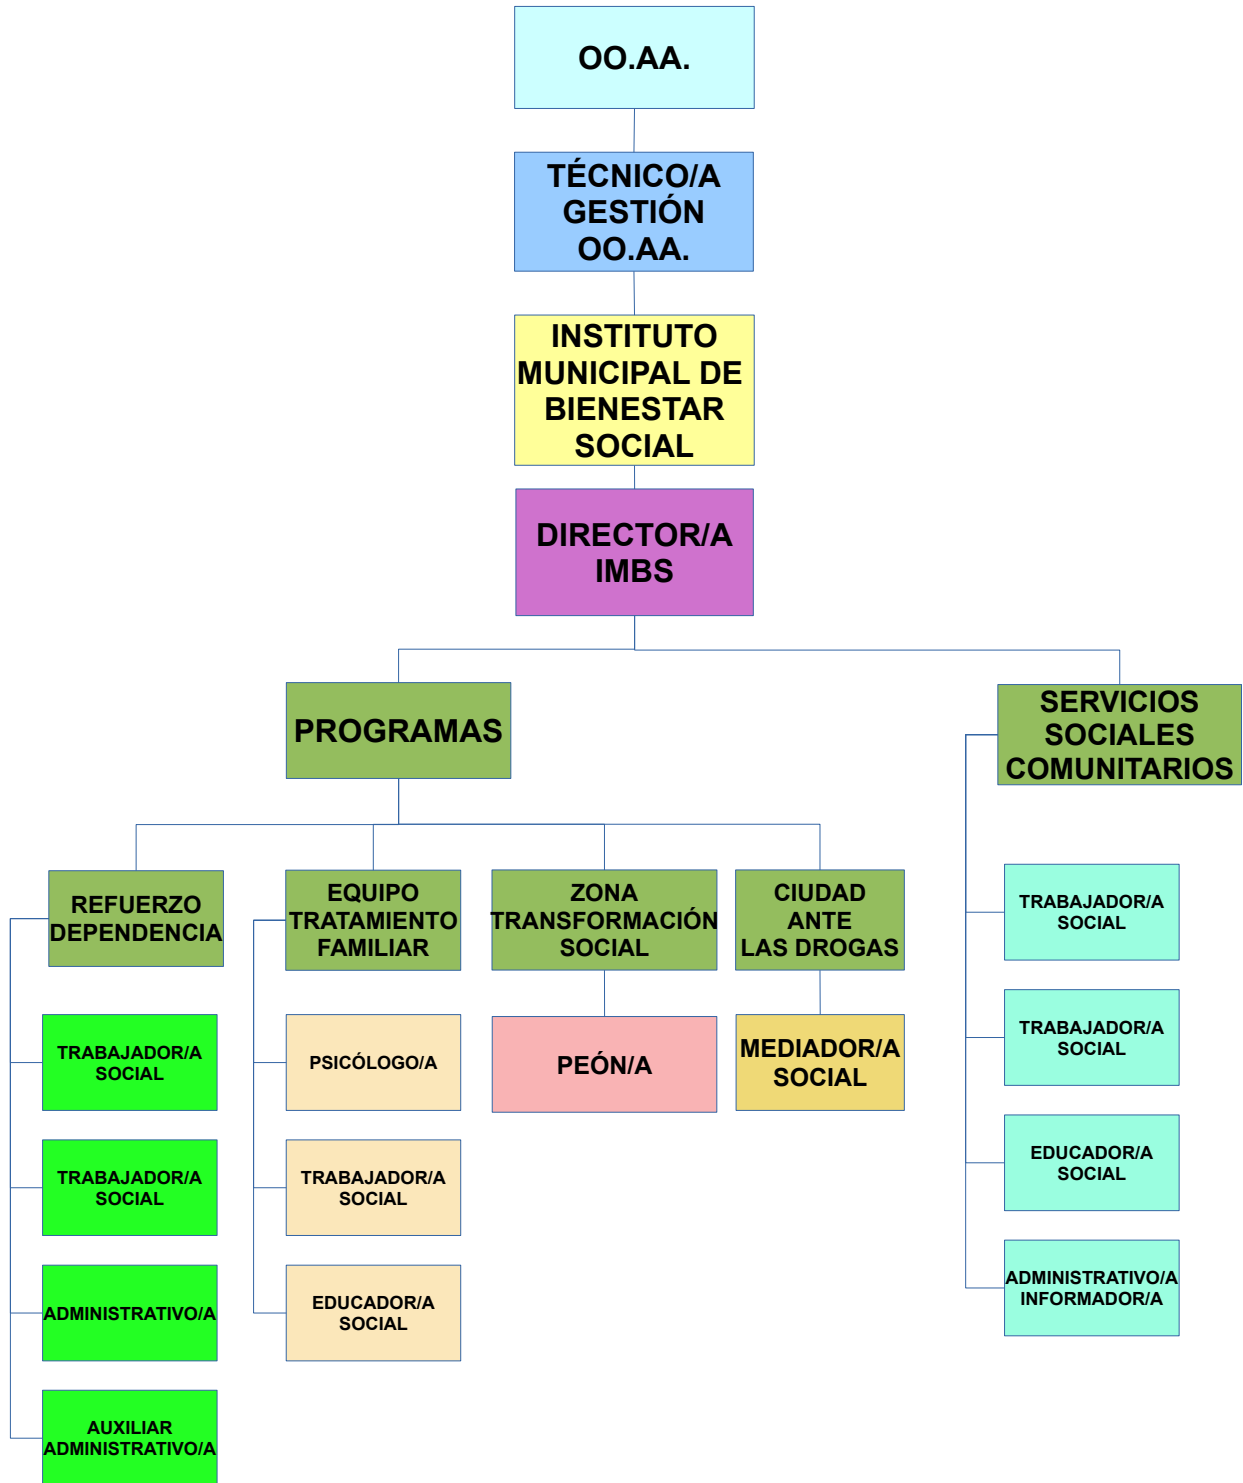 OO.AA.
TÉCNICO/A
GESTIÓN
OO.AA.
INSTITUTO
MUNICIPAL DE
BIENESTAR
SOCIAL
DIRECTOR/A
IMBS
PROGRAMAS
SERVICIOS
SOCIALES
COMUNITARIOS
REFUERZO
DEPENDENCIA
EQUIPO
TRATAMIENTO
FAMILIAR
ZONA
TRANSFORMACIÓN
SOCIAL
CIUDAD
ANTE
LAS DROGAS
TRABAJADOR/A
SOCIAL
TRABAJADOR/A
SOCIAL
ADMINISTRATIVO/A
AUXILIAR
ADMINISTRATIVO/A
PSICÓLOGO/A
TRABAJADOR/A
SOCIAL
EDUCADOR/A
SOCIAL
PEÓN/A
MEDIADOR/A
SOCIAL
TRABAJADOR/A
SOCIAL
TRABAJADOR/A
SOCIAL
EDUCADOR/A
SOCIAL
ADMINISTRATIVO/A
INFORMADOR/A